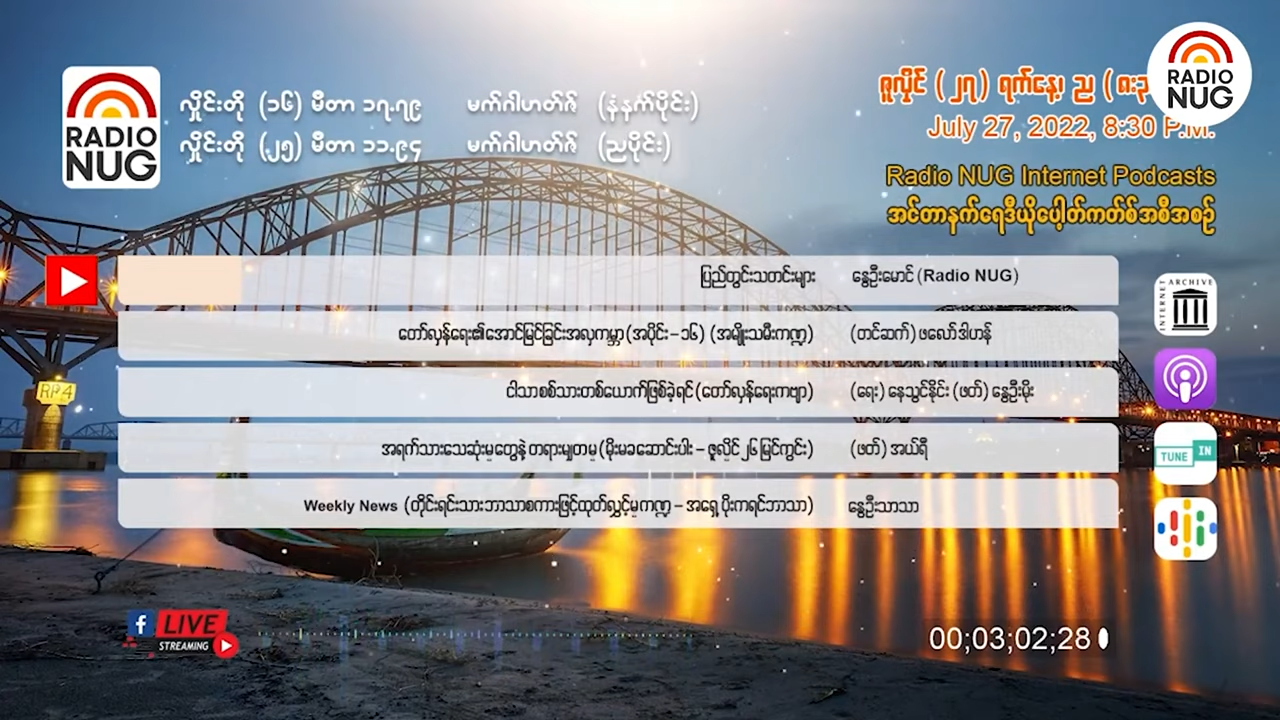 RADIO
NUG
လှိုင်းတို (၁၆) မီတာ ၁၇.၇၉ မက်ဂါဟတ်ဇ် (နံနက်ပိုင်း)
လှိုင်းတို (၂၅) မီတာ ၁၁.၉၄ မက်ဂါဟတ်ဇ် (ညပိုင်း)
ဇူလိုင် (၂၇) ရက်နေ့၊ ည (၈း၃
RADIO
NUG
July 27, 2022, 8:30 P.M.
Radio NUG Internet Podcasts
အင်တာနက်ရေဒီယိုပေါ့တ်ကတ်စ်အစီအစဉ်
ပြည်တွင်းသတင်းများ နွေဦးမောင် (Radio NUG)
တော်လှန်ရေး၏အောင်မြင်ခြင်းအလှကမ္ဘာ (အပိုင်း – ၁၆) (အမျိုးသမီးကဏ္ဍ) (တင်ဆက်) ဖလော်ဒါဟန်
ငါသာစစ်သားတစ်ယောက်ဖြစ်ခဲ့ရင် (တော်လှန်ရေးကဗျာ) (ရေး) နေသွင်နိုင်း (ဖတ်) နွေဦးမိုး
အရက်သားသေဆုံးမှုတွေနဲ့ တရားမျှတမှု (မိုးမခဆောင်းပါး – ဇူလိုင် ၂၆ မြင်ကွင်း) (ဖတ်) အယ်ရီ
Weekly News (တိုင်းရင်းသားဘာသာစကားဖြင့်ထုတ်လွှင့်မှုကဏ္ဍ – အရှေ့ပိုးကရင်ဘာသာ) နွေဦးသာသာ
INTERNET ARCHIVE
TUNE IN
RP4
LIVE
STREAMING
00;03;02;28